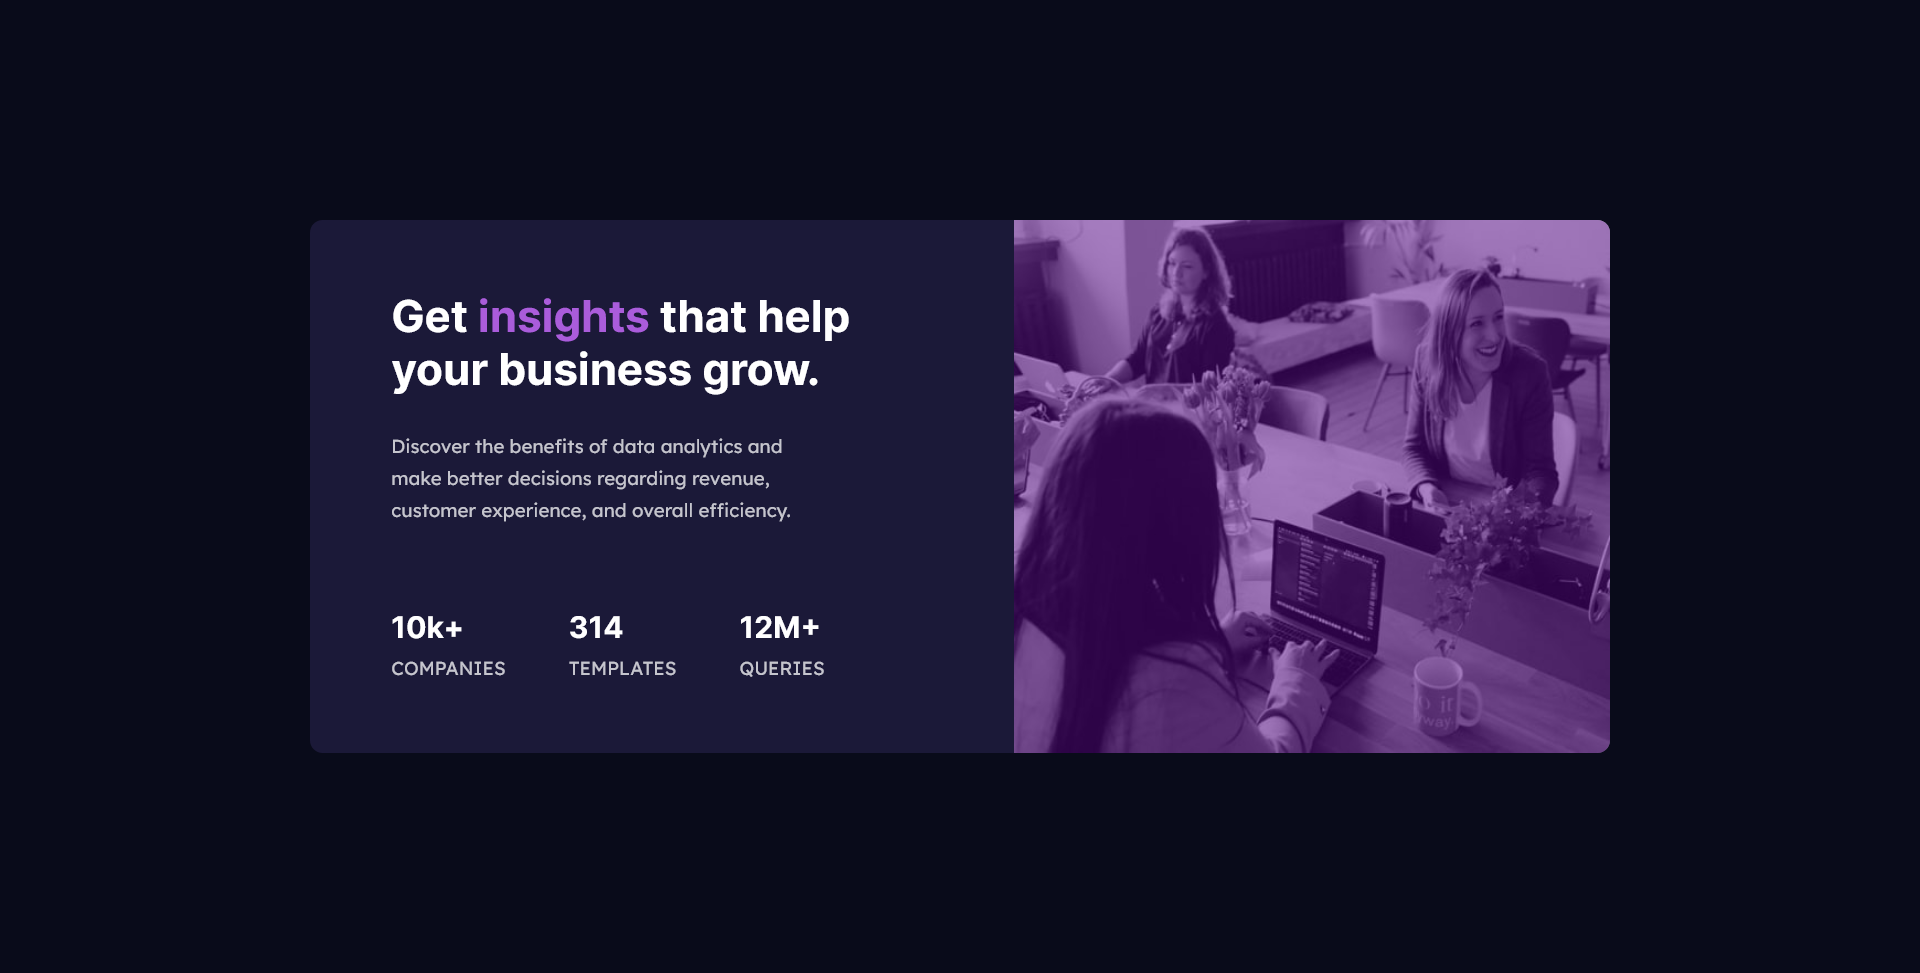 Get insights that help
your business grow.
Discover the benefits of data analytics and
make better decisions regarding revenue,
customer experience, and overall efficiency.
10k+ 314 12M+
COMPANIES TEMPLATES QUERIES